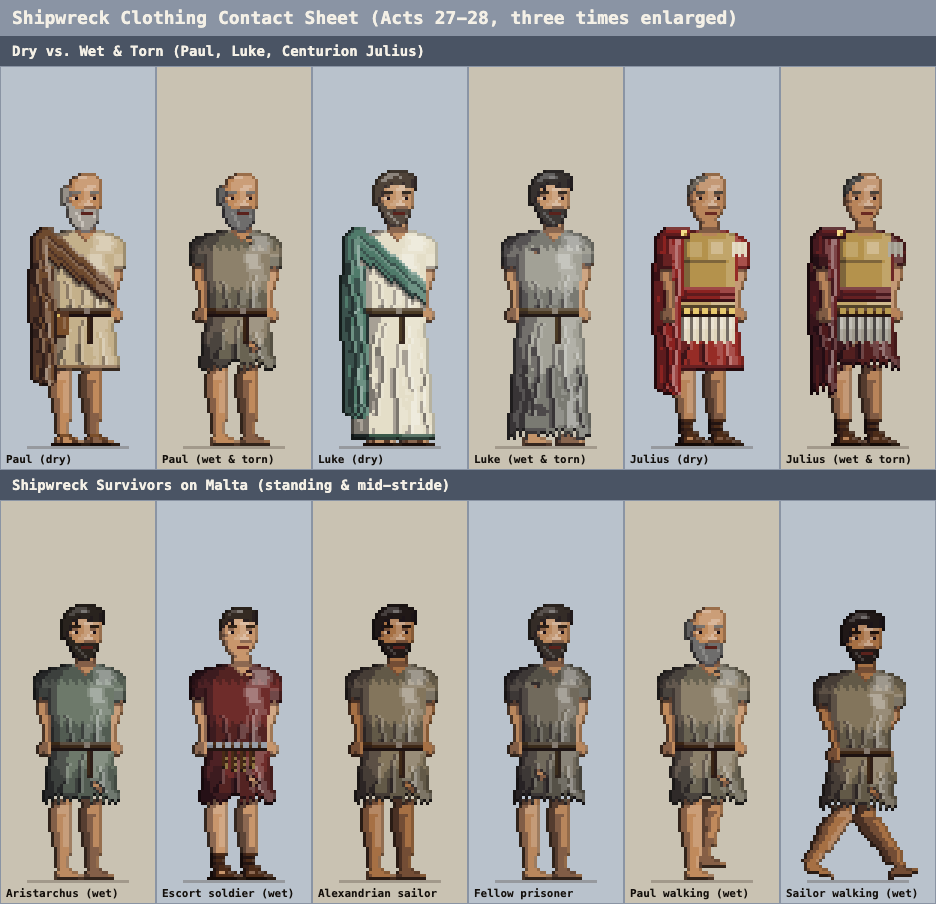 Shipwreck Clothing Contact Sheet (Acts 27–28, three times enlarged)
Dry vs. Wet & Torn (Paul, Luke, Centurion Julius)
Paul (dry)
Paul (wet & torn)
Luke (dry)
Luke (wet & torn)
Julius (dry)
Julius (wet & torn)
Shipwreck Survivors on Malta (standing & mid–stride)
Aristarchus (wet)
Escort soldier (wet)
Alexandrian sailor
Fellow prisoner
Paul walking (wet)
Sailor walking (wet)